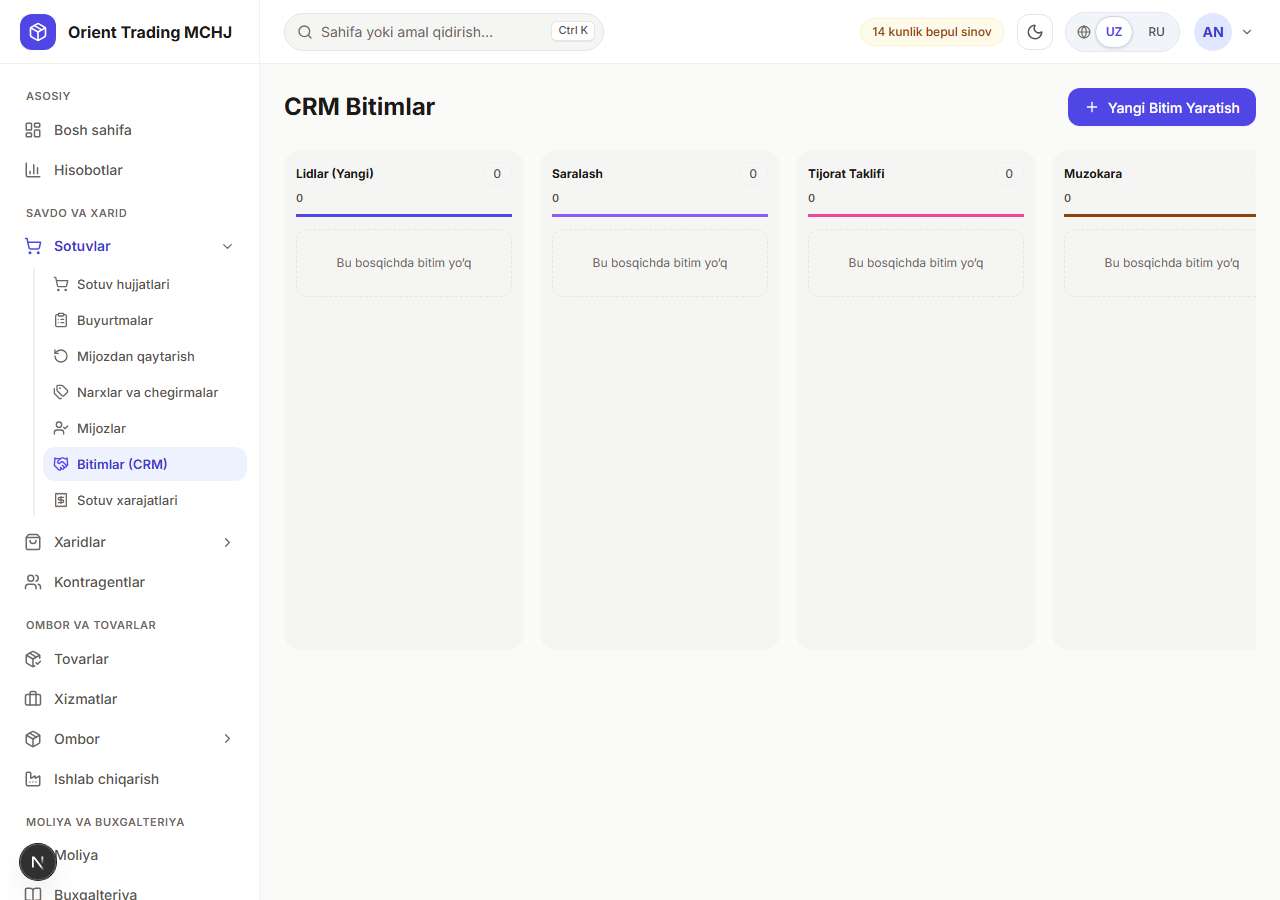 Orient Trading MCHJ
Sahifa yoki amal qidirish...
Ctrl K
14 kunlik bepul sinov
UZ
RU
AN
ASOSIY
Bosh sahifa
Hisobotlar
SAVDO VA XARID
Sotuvlar
Sotuv hujjatlari
Buyurtmalar
Mijozdan qaytarish
Narxlar va chegirmalar
Mijozlar
Bitimlar (CRM)
Sotuv xarajatlari
Xaridlar
Kontragentlar
OMBOR VA TOVARLAR
Tovarlar
Xizmatlar
Ombor
Ishlab chiqarish
MOLIYA VA BUXGALTERIYA
Moliya
Buxgalteriya
N
CRM Bitimlar
+ Yangi Bitim Yaratish
Lidlar (Yangi) 0
0
Bu bosqichda bitim yo‘q
Saralash 0
0
Bu bosqichda bitim yo‘q
Tijorat Taklifi 0
0
Bu bosqichda bitim yo‘q
Muzokara
0
Bu bosqichda bitim yo‘q